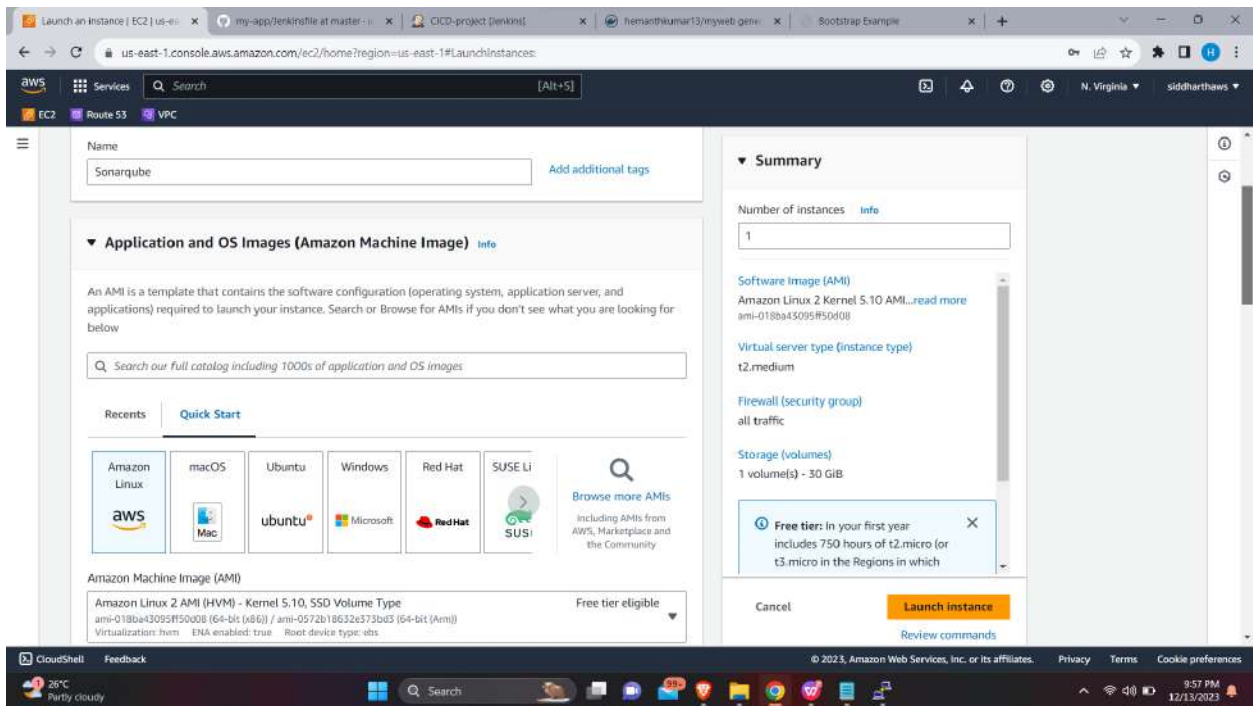 Launch an instance | EC2 | us-ea
my-app/Jenkinsfile at master · 
CICD-project [Jenkins]
hemanthkumar13/myweb gene
Bootstrap Example
us-east-1.console.aws.amazon.com/ec2/home?region=us-east-1#LaunchInstances:
H
aws
Services
Search
[Alt+S]
N. Virginia
siddharthaws
EC2
Route 53
VPC
Name
Sonarqube
Add additional tags
Application and OS Images (Amazon Machine Image) Info
An AMI is a template that contains the software configuration (operating system, application server, and
applications) required to launch your instance. Search or Browse for AMIs if you don't see what you are looking for
below
Search our full catalog including 1000s of application and OS images
Recents
Quick Start
Amazon
Linux
aws
macOS
Mac
Ubuntu
ubuntu
Windows
Microsoft
Red Hat
Red Hat
SUSE Li
SUS
Browse more AMIs
Including AMIs from
AWS, Marketplace and
the Community
Amazon Machine Image (AMI)
Amazon Linux 2 AMI (HVM) - Kernel 5.10, SSD Volume Type
Free tier eligible
ami-018ba43095ff50d08 (64-bit (x86)) / ami-0572b18632e373bd3 (64-bit (Arm))
Virtualization: hvm ENA enabled: true Root device type: ebs
Summary
Number of instances Info
1
Software Image (AMI)
Amazon Linux 2 Kernel 5.10 AMI...read more
ami-018ba43095ff50d08
Virtual server type (instance type)
t2.medium
Firewall (security group)
all traffic
Storage (volumes)
1 volume(s) - 30 GiB
Free tier: In your first year
includes 750 hours of t2.micro (or
t3.micro in the Regions in which
Cancel
Launch instance
Review commands
CloudShell
Feedback
© 2023, Amazon Web Services, Inc. or its affiliates.
Privacy
Terms
Cookie preferences
26°C
Partly cloudy
Search
99+
9:57 PM
12/13/2023